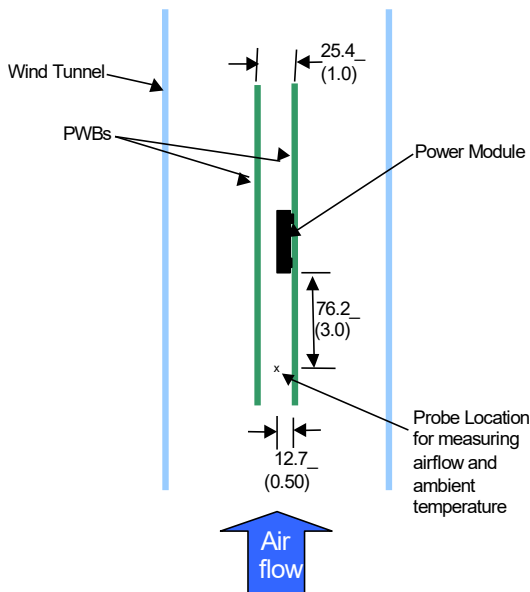 25.4_
(1.0)
Wind Tunnel
PWBs
Power Module
76.2_
(3.0)
x
Probe Location
for measuring
airflow and
ambient
temperature
12.7_
(0.50)
Air
flow